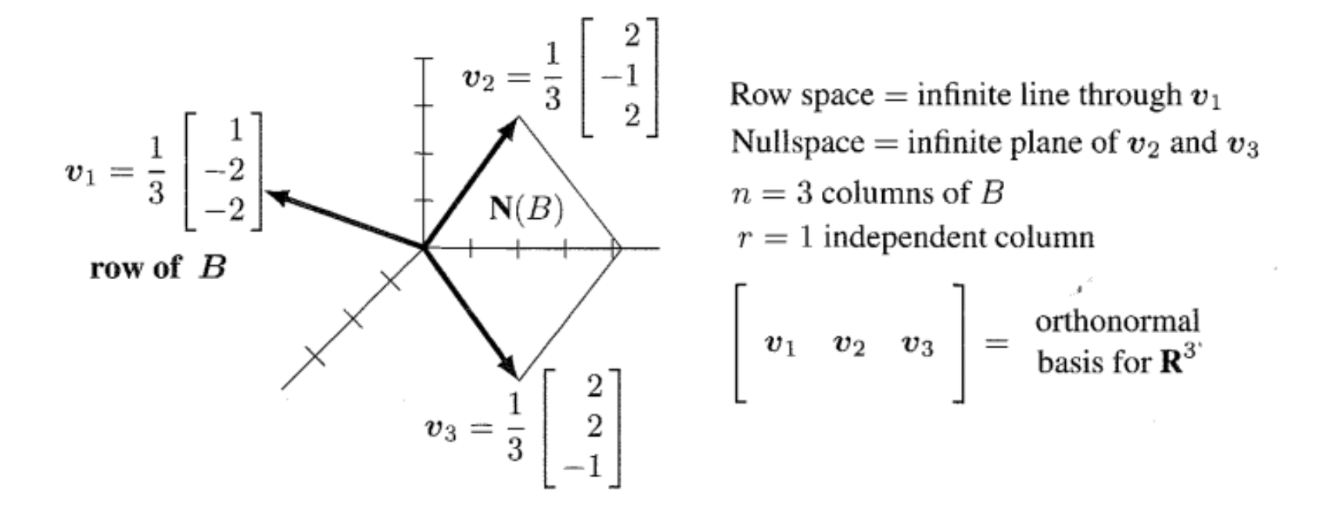 v₁ = 1/3 [1 −2 −2]
row of B
v₂ = 1/3 [2 −1 2]
N(B)
v₃ = 1/3 [2 2 −1]
Row space = infinite line through v₁
Nullspace = infinite plane of v₂ and v₃
n = 3 columns of B
r = 1 independent column
[v₁ v₂ v₃] = orthonormal
basis for R³